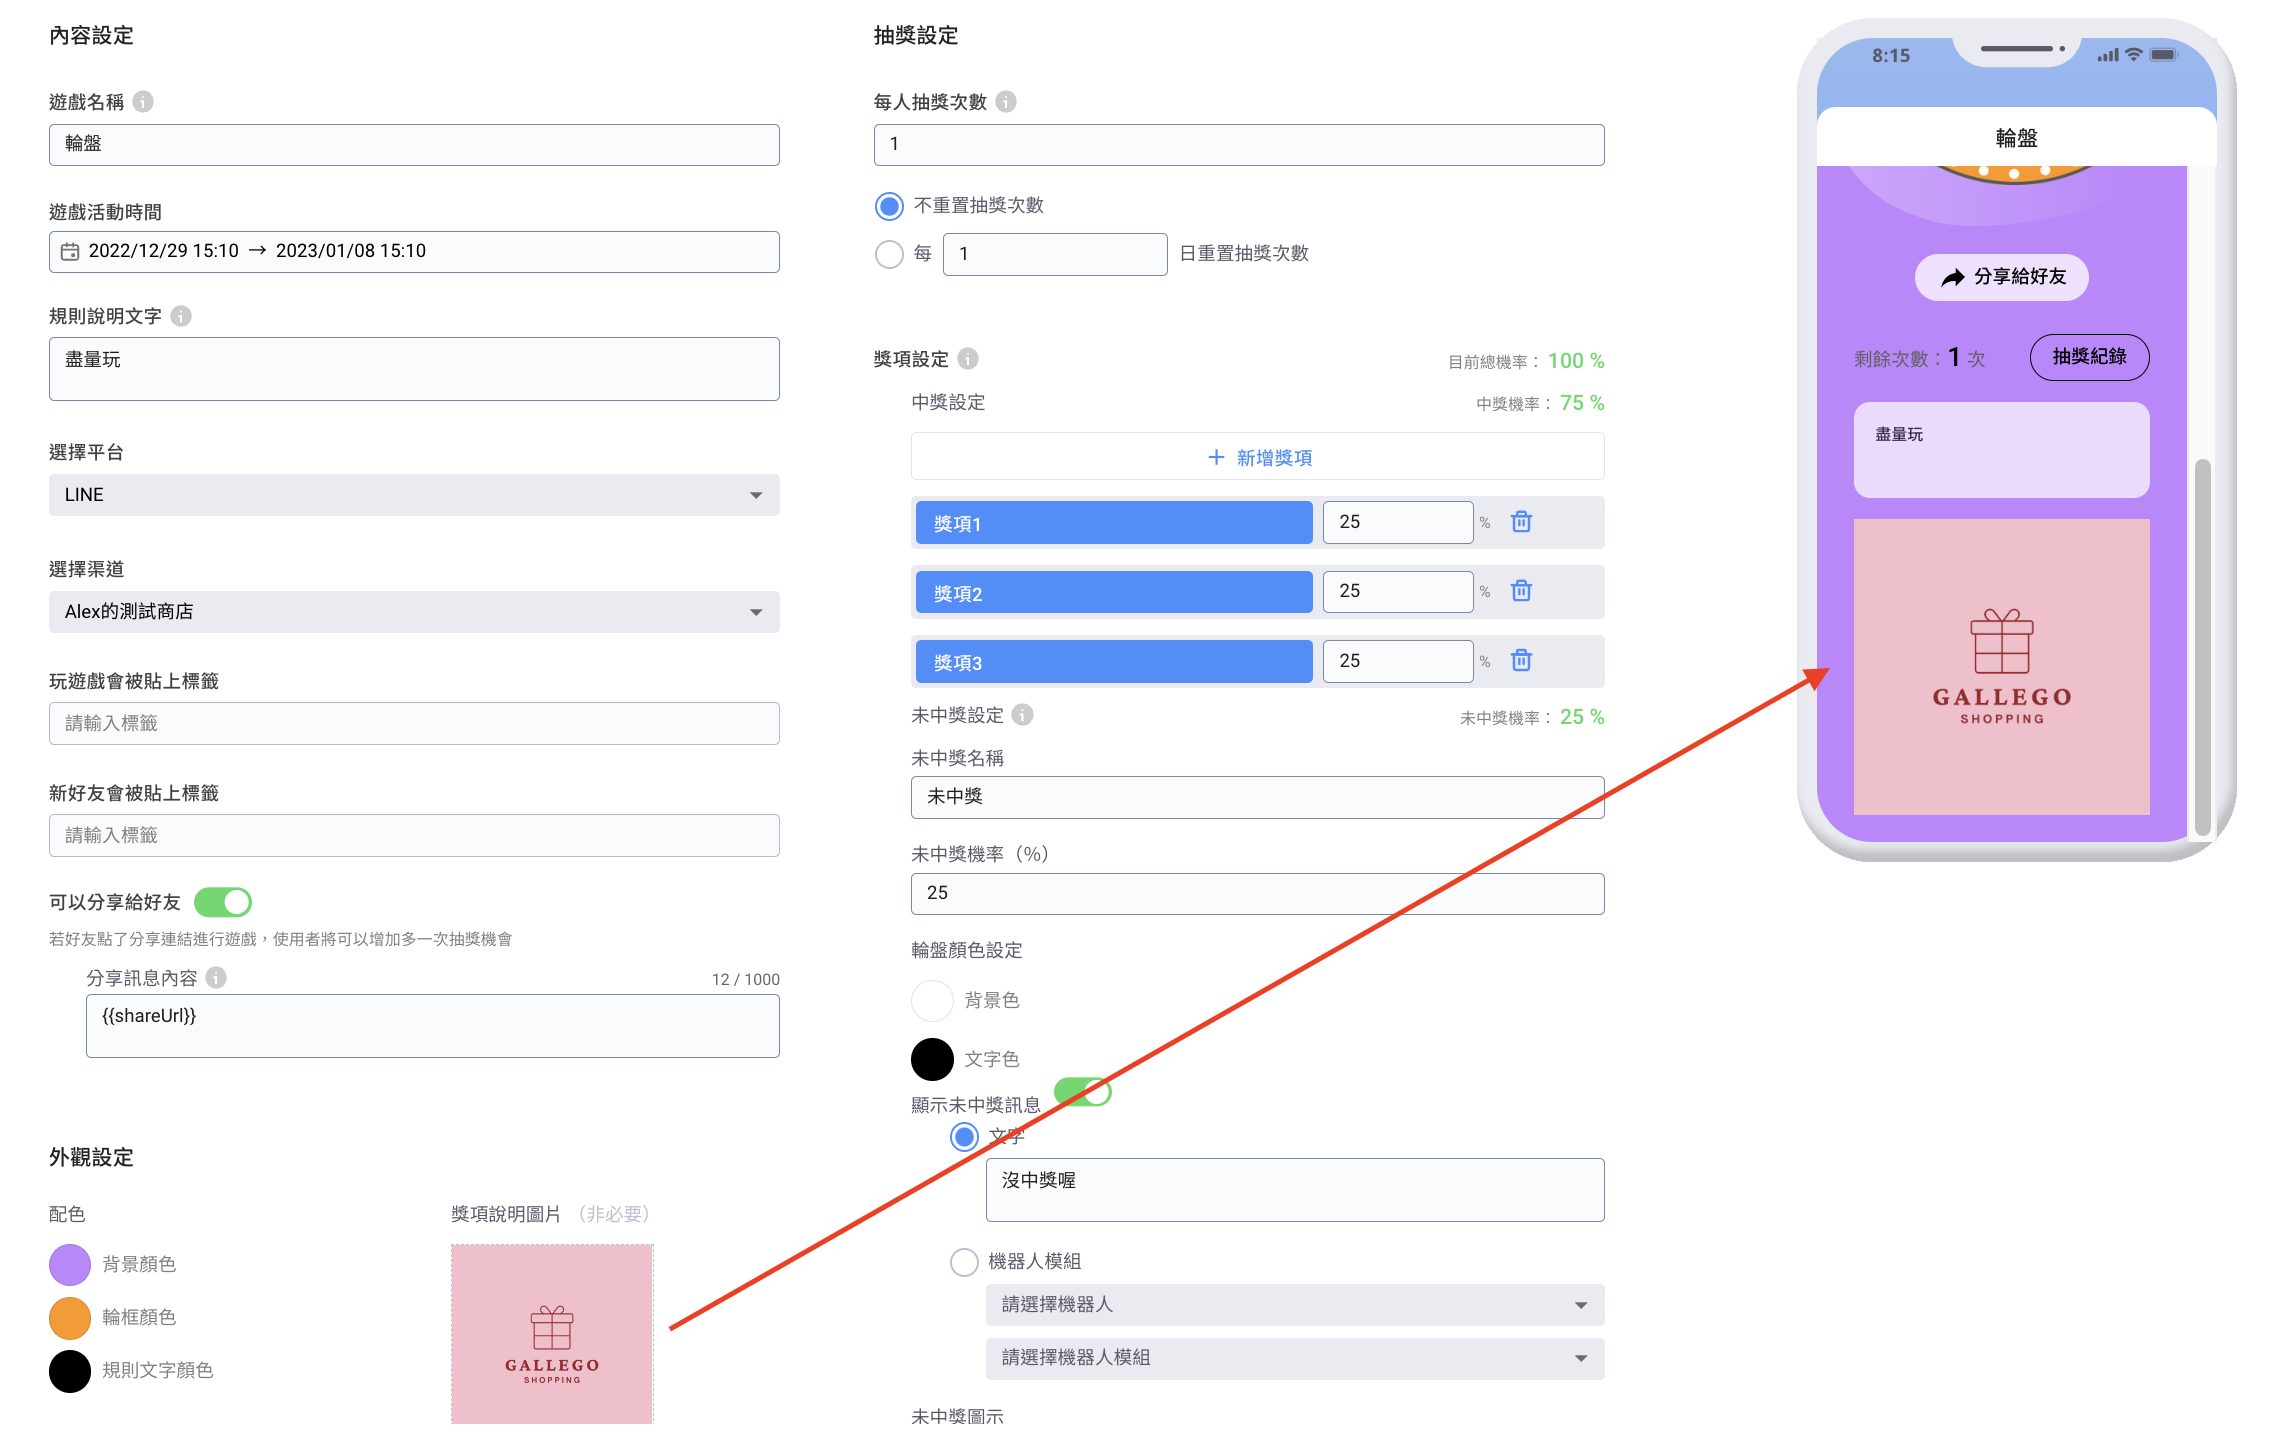 內容設定
遊戲名稱
輪盤
遊戲活動時間
2022/12/29 15:10 → 2023/01/08 15:10
規則說明文字
盡量玩
選擇平台
LINE
選擇渠道
Alex的測試商店
玩遊戲會被貼上標籤
請輸入標籤
新好友會被貼上標籤
請輸入標籤
可以分享給好友
若好友點了分享連結進行遊戲，使用者將可以增加多一次抽獎機會
分享訊息內容
12 / 1000
{{shareUrl}}
外觀設定
配色
背景顏色
輪框顏色
規則文字顏色
獎項說明圖片 （非必要）
GALLEGO
SHOPPING
抽獎設定
每人抽獎次數
1
不重置抽獎次數
每 1 日重置抽獎次數
獎項設定
目前總機率： 100 %
中獎設定
中獎機率： 75 %
+ 新增獎項
獎項1 25 %
獎項2 25 %
獎項3 25 %
未中獎設定
未中獎機率： 25 %
未中獎名稱
未中獎
未中獎機率（%）
25
輪盤顏色設定
背景色
文字色
顯示未中獎訊息
文字
沒中獎喔
機器人模組
請選擇機器人
請選擇機器人模組
未中獎圖示
8:15
輪盤
分享給好友
剩餘次數：1 次
抽獎紀錄
盡量玩
GALLEGO
SHOPPING